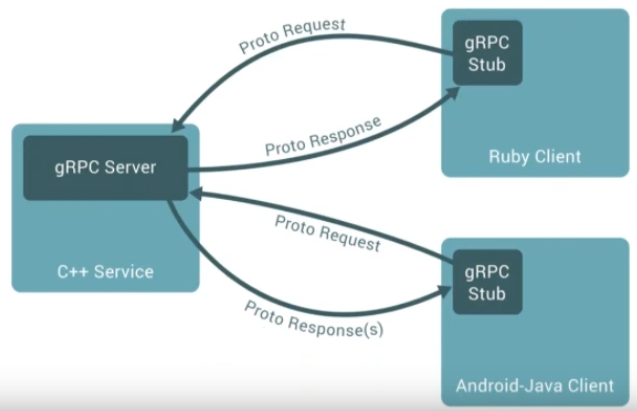 Proto Request
gRPC
Stub
Ruby Client
Proto Response
gRPC Server
C++ Service
Proto Request
gRPC
Stub
Proto Response(s)
Android-Java Client